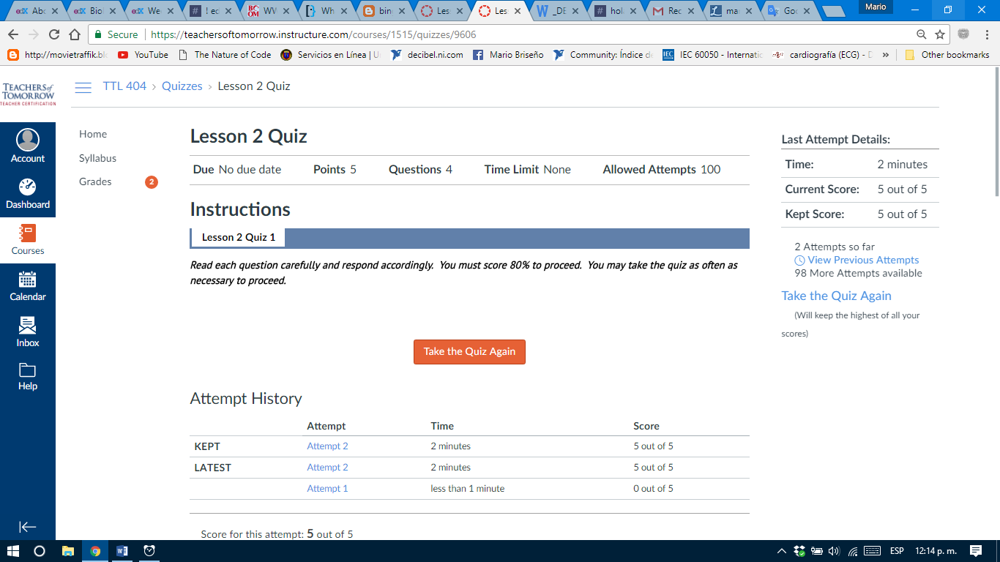 edX Abc
edX Biol
edX We
# ! ec
BC OM WV
Wh
bin
Les
Les
_DE
# hol
Rec
ma
Goo
Mario
Secure https://teachersoftomorrow.instructure.com/courses/1515/quizzes/9606
http://movietraffik.bl YouTube The Nature of Code Servicios en Línea | U decibel.ni.com Mario Briseño Community: Índice de IEC IEC 60050 - Internatic cardiografía (ECG) - D » Other bookmarks
TEACHERS of
TOMORROW
TEACHER CERTIFICATION
TTL 404 › Quizzes › Lesson 2 Quiz
Account
Dashboard
Courses
Calendar
Inbox
Help
Home
Syllabus
Grades 2
Lesson 2 Quiz
Due No due date Points 5 Questions 4 Time Limit None Allowed Attempts 100
Instructions
Lesson 2 Quiz 1
Read each question carefully and respond accordingly. You must score 80% to proceed. You may take the quiz as often as
necessary to proceed.
Take the Quiz Again
Attempt History
Attempt Time Score
KEPT Attempt 2 2 minutes 5 out of 5
LATEST Attempt 2 2 minutes 5 out of 5
Attempt 1 less than 1 minute 0 out of 5
Score for this attempt: 5 out of 5
Last Attempt Details:
Time: 2 minutes
Current Score: 5 out of 5
Kept Score: 5 out of 5
2 Attempts so far
View Previous Attempts
98 More Attempts available
Take the Quiz Again
(Will keep the highest of all your
scores)
ESP 12:14 p. m.